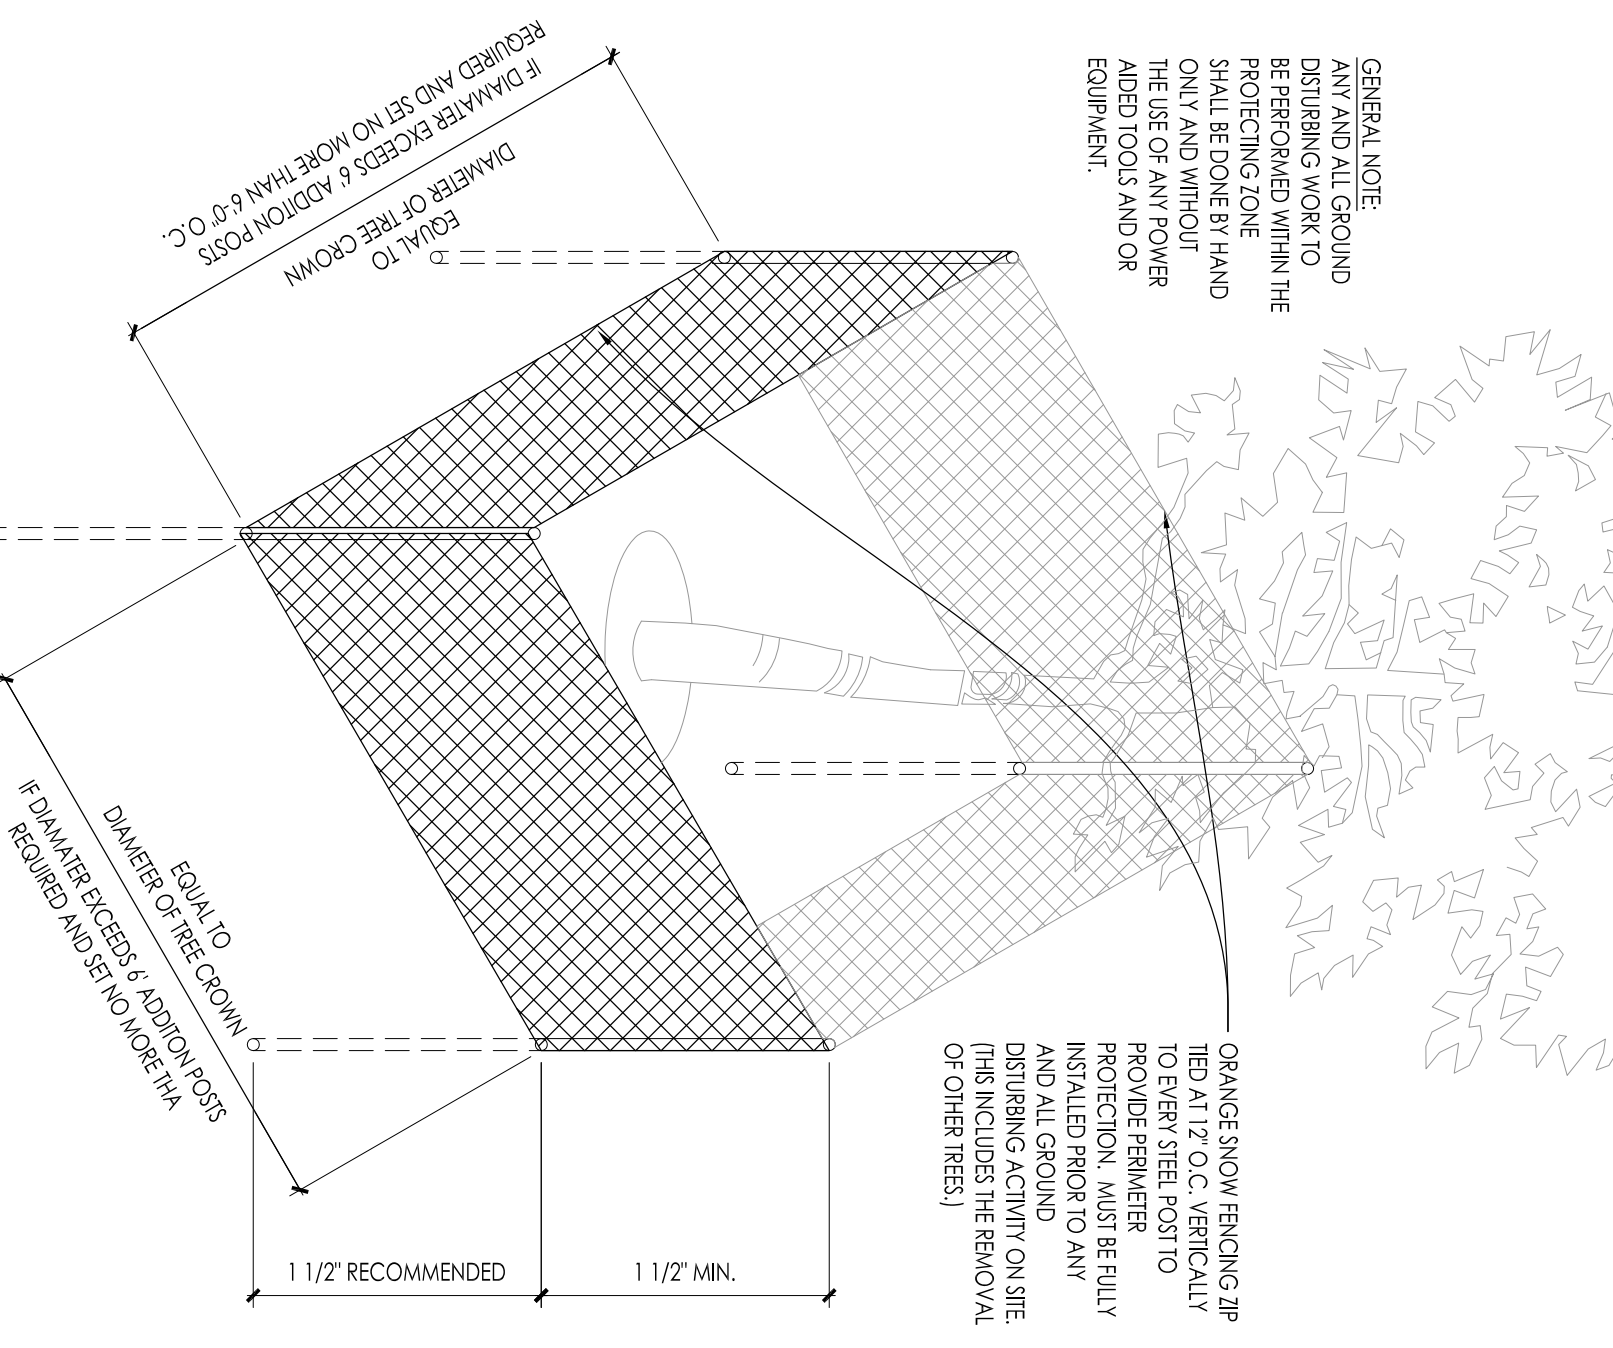 GENERAL NOTE:
ANY AND ALL GROUND
DISTURBING WORK TO
BE PERFORMED WITHIN THE
PROTECTING ZONE
SHALL BE DONE BY HAND
ONLY AND WITHOUT
THE USE OF ANY POWER
AIDED TOOLS AND OR
EQUIPMENT.
ORANGE SNOW FENCING ZIP
TIED AT 12" O.C. VERTICALLY
TO EVERY STEEL POST TO
PROVIDE PERIMETER
PROTECTION. MUST BE FULLY
INSTALLED PRIOR TO ANY
AND ALL GROUND
DISTURBING ACTIVITY ON SITE.
(THIS INCLUDES THE REMOVAL
OF OTHER TREES.)
EQUAL TO
DIAMETER OF TREE CROWN
IF DIAMATER EXCEEDS 6' ADDITON POSTS
REQUIRED AND SET NO MORE THAN 6'-0" O.C.
EQUAL TO
DIAMETER OF TREE CROWN
IF DIAMATER EXCEEDS 6' ADDITON POSTS
REQUIRED AND SET NO MORE THA
1 1/2" RECOMMENDED
1 1/2" MIN.